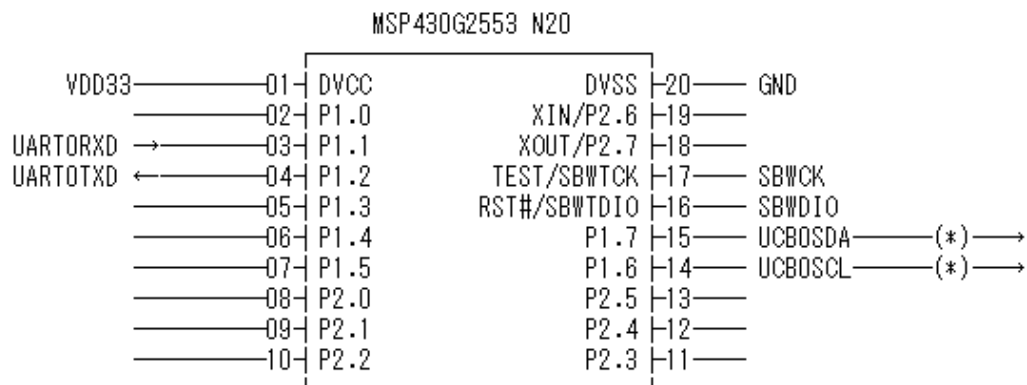 MSP430G2553 N20
VDD33 01 DVCC DVSS 20 GND
02 P1.0 XIN/P2.6 19
UART0RXD → 03 P1.1 XOUT/P2.7 18
UART0TXD ← 04 P1.2 TEST/SBWTCK 17 SBWCK
05 P1.3 RST#/SBWTDIO 16 SBWDIO
06 P1.4 P1.7 15 UCB0SDA (*) →
07 P1.5 P1.6 14 UCB0SCL (*) →
08 P2.0 P2.5 13
09 P2.1 P2.4 12
10 P2.2 P2.3 11